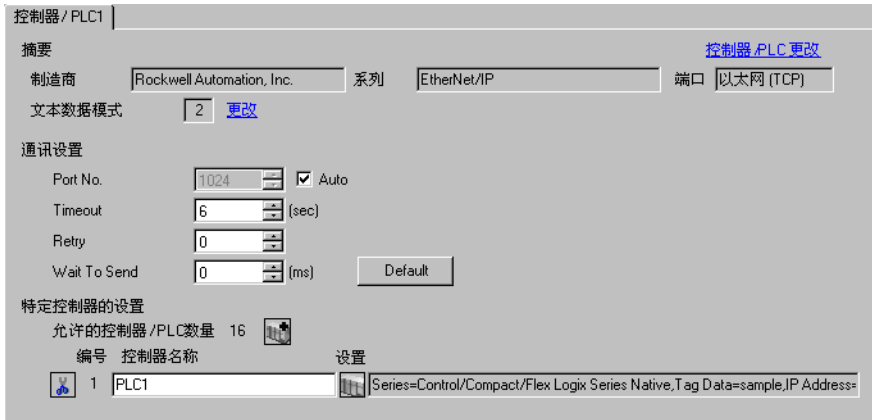 控制器/PLC1
摘要 控制器/PLC更改
制造商 Rockwell Automation, Inc. 系列 EtherNet/IP 端口 以太网 (TCP)
文本数据模式 2 更改
通讯设置
Port No. 1024 Auto
Timeout 6 (sec)
Retry 0
Wait To Send 0 (ms) Default
特定控制器的设置
允许的控制器/PLC数量 16
编号 控制器名称 设置
1 PLC1 Series=Control/Compact/Flex Logix Series Native,Tag Data=sample,IP Address=